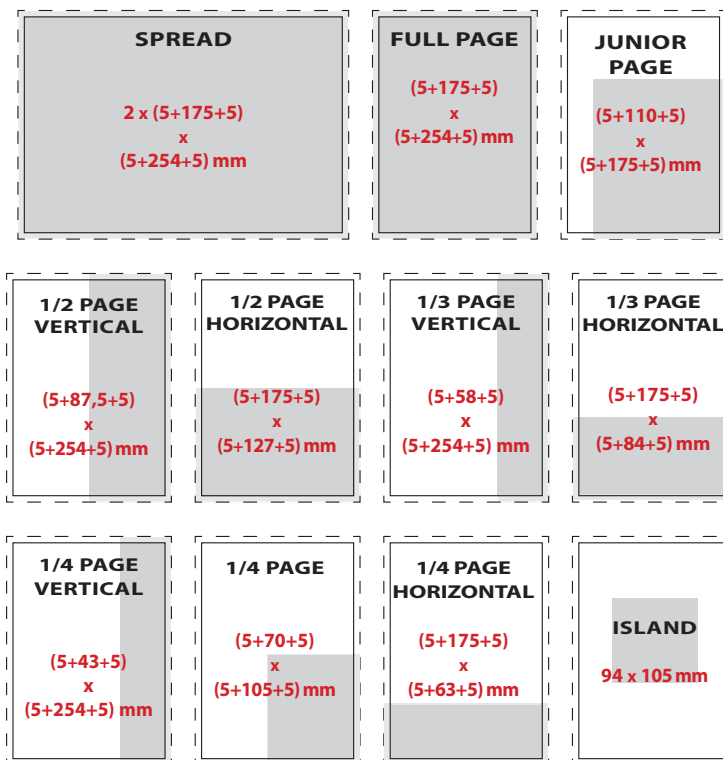 SPREAD
2 x (5+175+5)
x
(5+254+5) mm
FULL PAGE
(5+175+5)
x
(5+254+5) mm
JUNIOR
PAGE
(5+110+5)
x
(5+175+5) mm
1/2 PAGE
VERTICAL
(5+87,5+5)
x
(5+254+5) mm
1/2 PAGE
HORIZONTAL
(5+175+5)
x
(5+127+5) mm
1/3 PAGE
VERTICAL
(5+58+5)
x
(5+254+5) mm
1/3 PAGE
HORIZONTAL
(5+175+5)
x
(5+84+5) mm
1/4 PAGE
VERTICAL
(5+43+5)
x
(5+254+5) mm
1/4 PAGE
(5+70+5)
x
(5+105+5) mm
1/4 PAGE
HORIZONTAL
(5+175+5)
x
(5+63+5) mm
ISLAND
94 x 105 mm